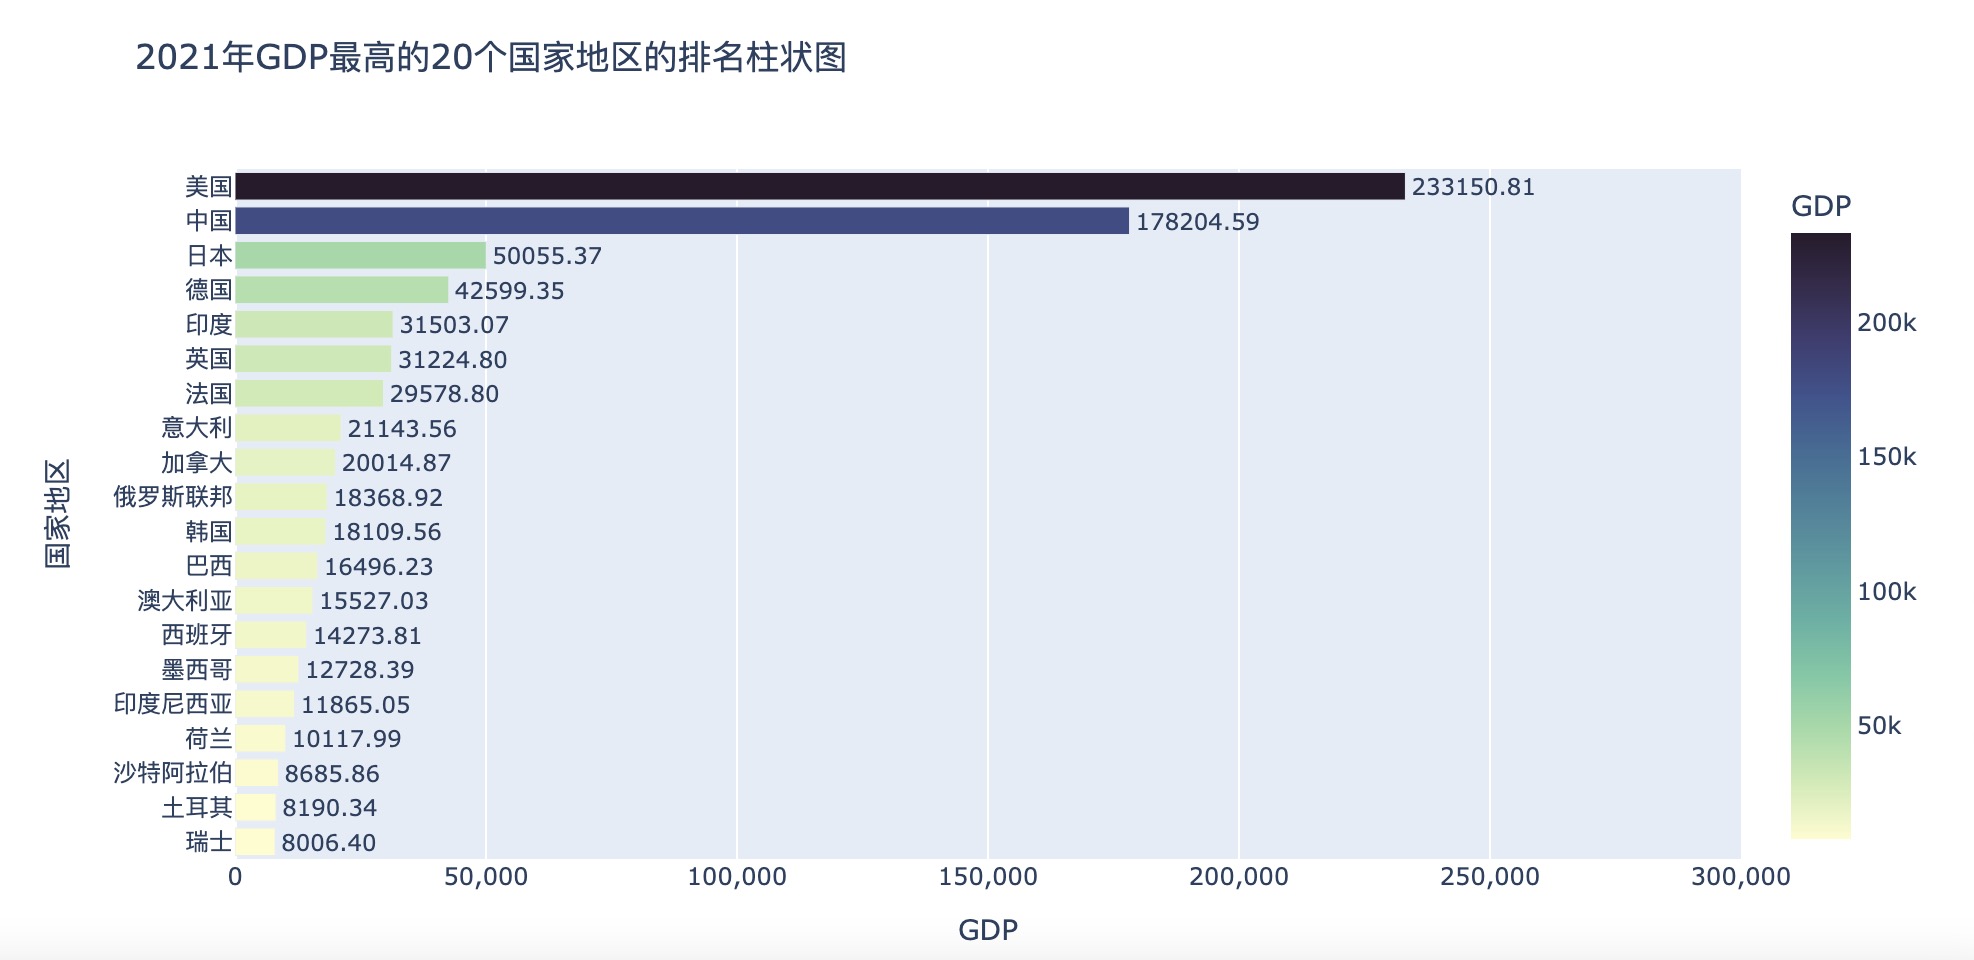 2021年GDP最高的20个国家地区的排名柱状图
美国 233150.81
中国 178204.59
日本 50055.37
德国 42599.35
印度 31503.07
英国 31224.80
法国 29578.80
意大利 21143.56
加拿大 20014.87
俄罗斯联邦 18368.92
韩国 18109.56
巴西 16496.23
澳大利亚 15527.03
西班牙 14273.81
墨西哥 12728.39
印度尼西亚 11865.05
荷兰 10117.99
沙特阿拉伯 8685.86
土耳其 8190.34
瑞士 8006.40
国家地区
0 50,000 100,000 150,000 200,000 250,000 300,000
GDP
GDP
200k
150k
100k
50k